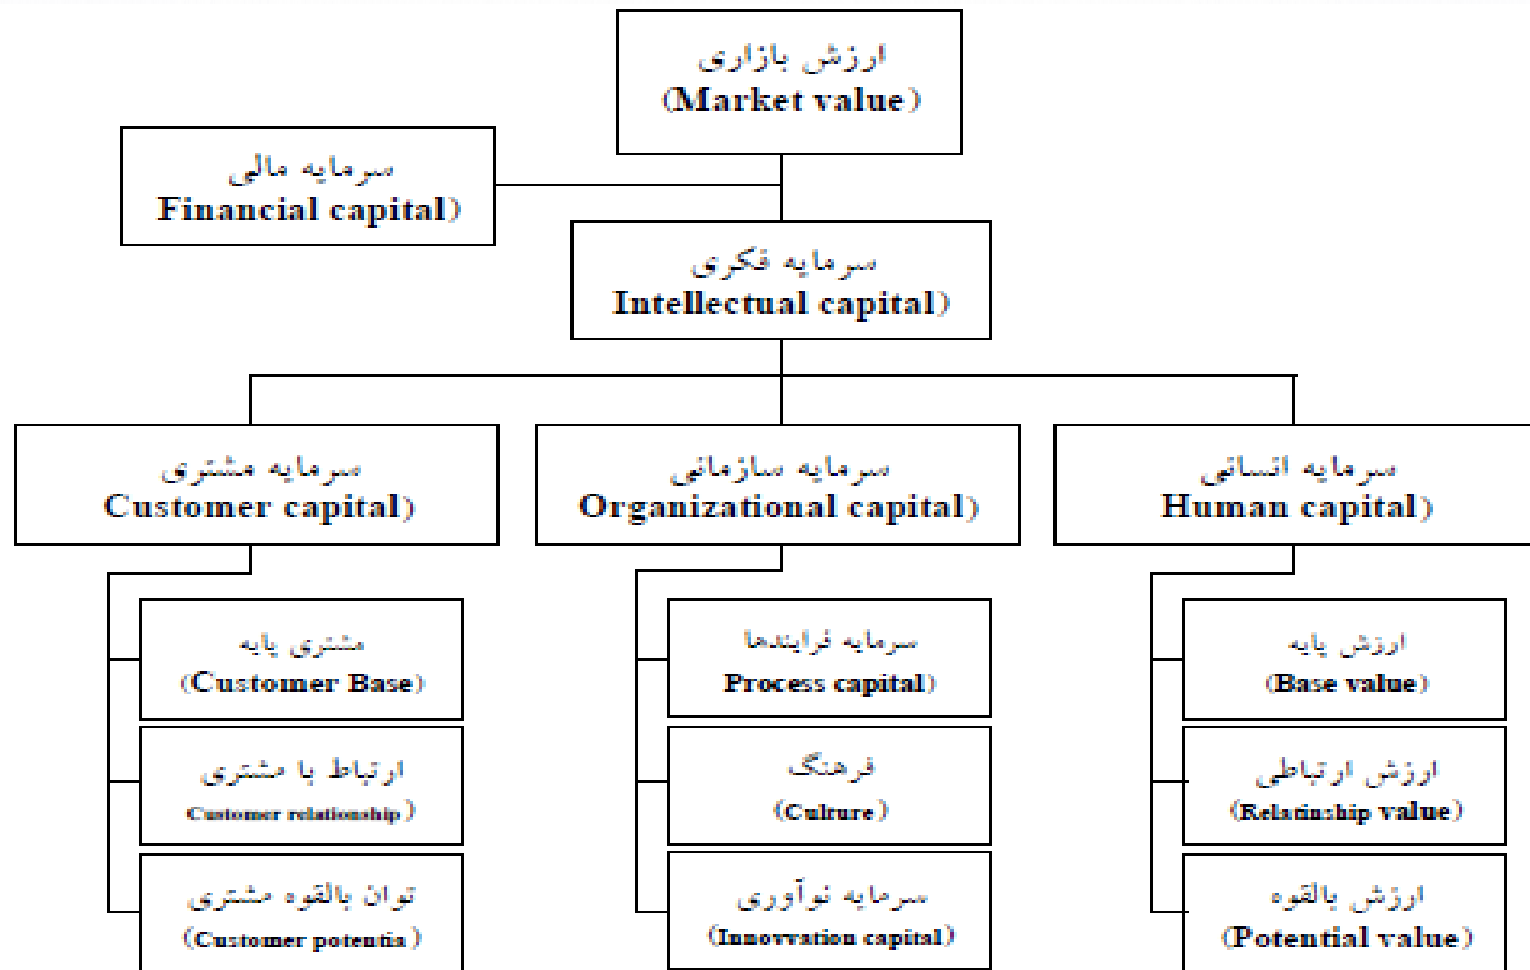 ارزش بازاری
(Market value)
سرمایه مالی
Financial capital)
سرمایه فکری
Intellectual capital)
سرمایه مشتری
Customer capital)
سرمایه سازمانی
Organizational capital)
سرمایه انسانی
Human capital)
مشتری پایه
(Customer Base)
ارتباط با مشتری
Customer relationship)
توان بالقوه مشتری
(Customer potentia)
سرمایه فرایندها
Process capital)
فرهنگ
(Culture)
سرمایه نوآوری
(Innovvation capital)
ارزش پایه
(Base value)
ارزش ارتباطی
(Relatinship value)
ارزش بالقوه
(Potential value)